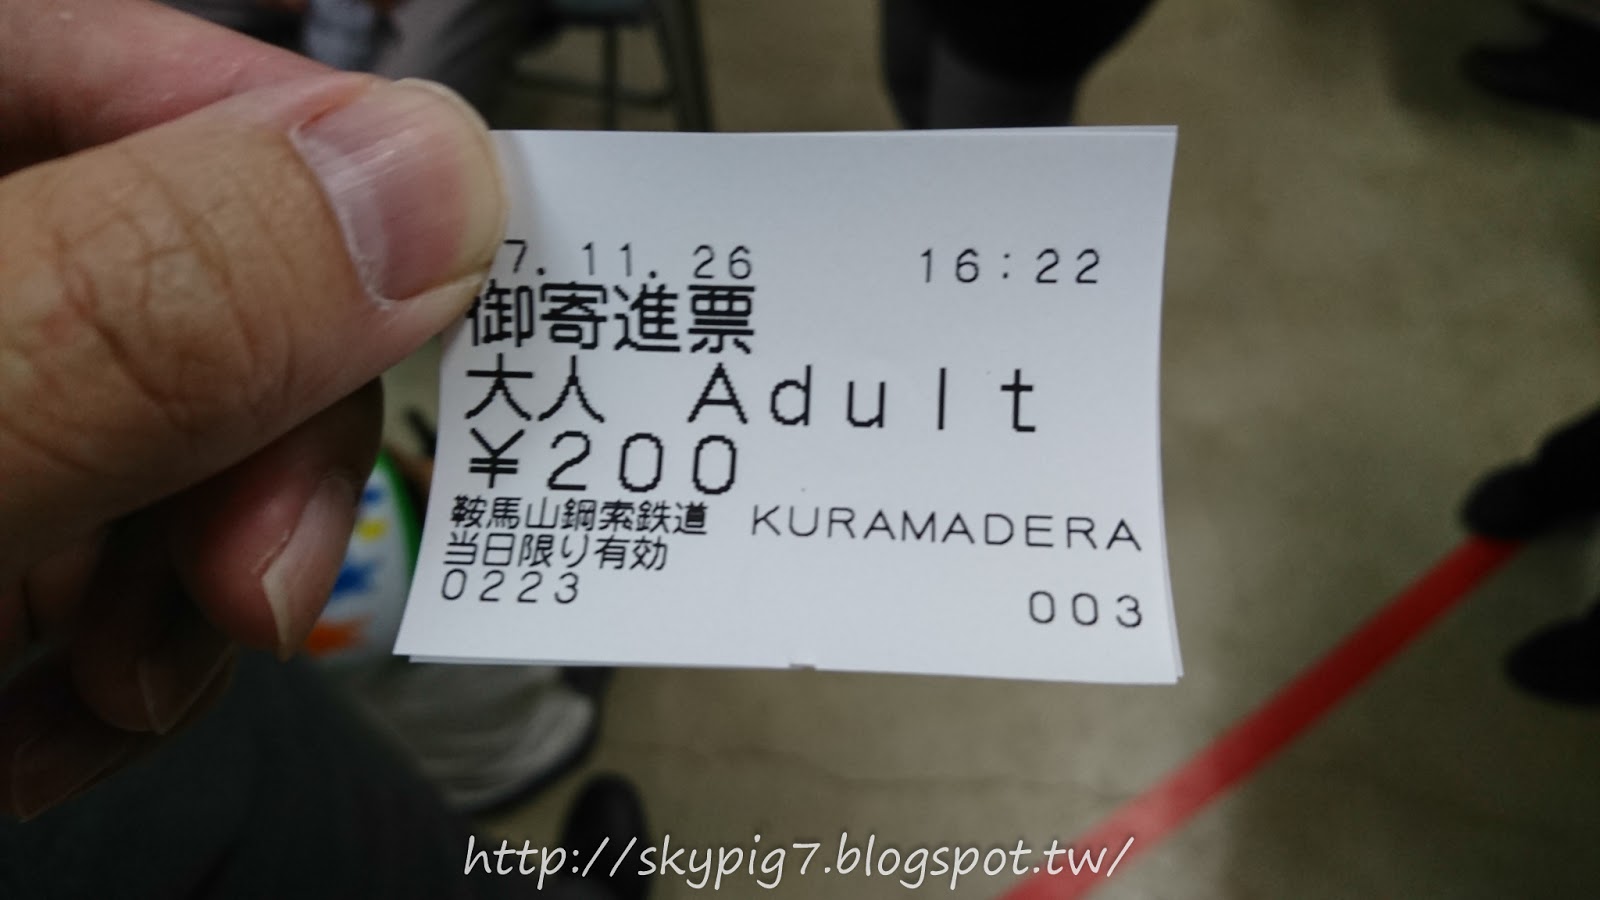 7.11.26 16:22
御寄進票
大人 Adult
¥200
鞍馬山鋼索鉄道 KURAMADERA
当日限り有効
0223 003
http://skypig7.blogspot.tw/